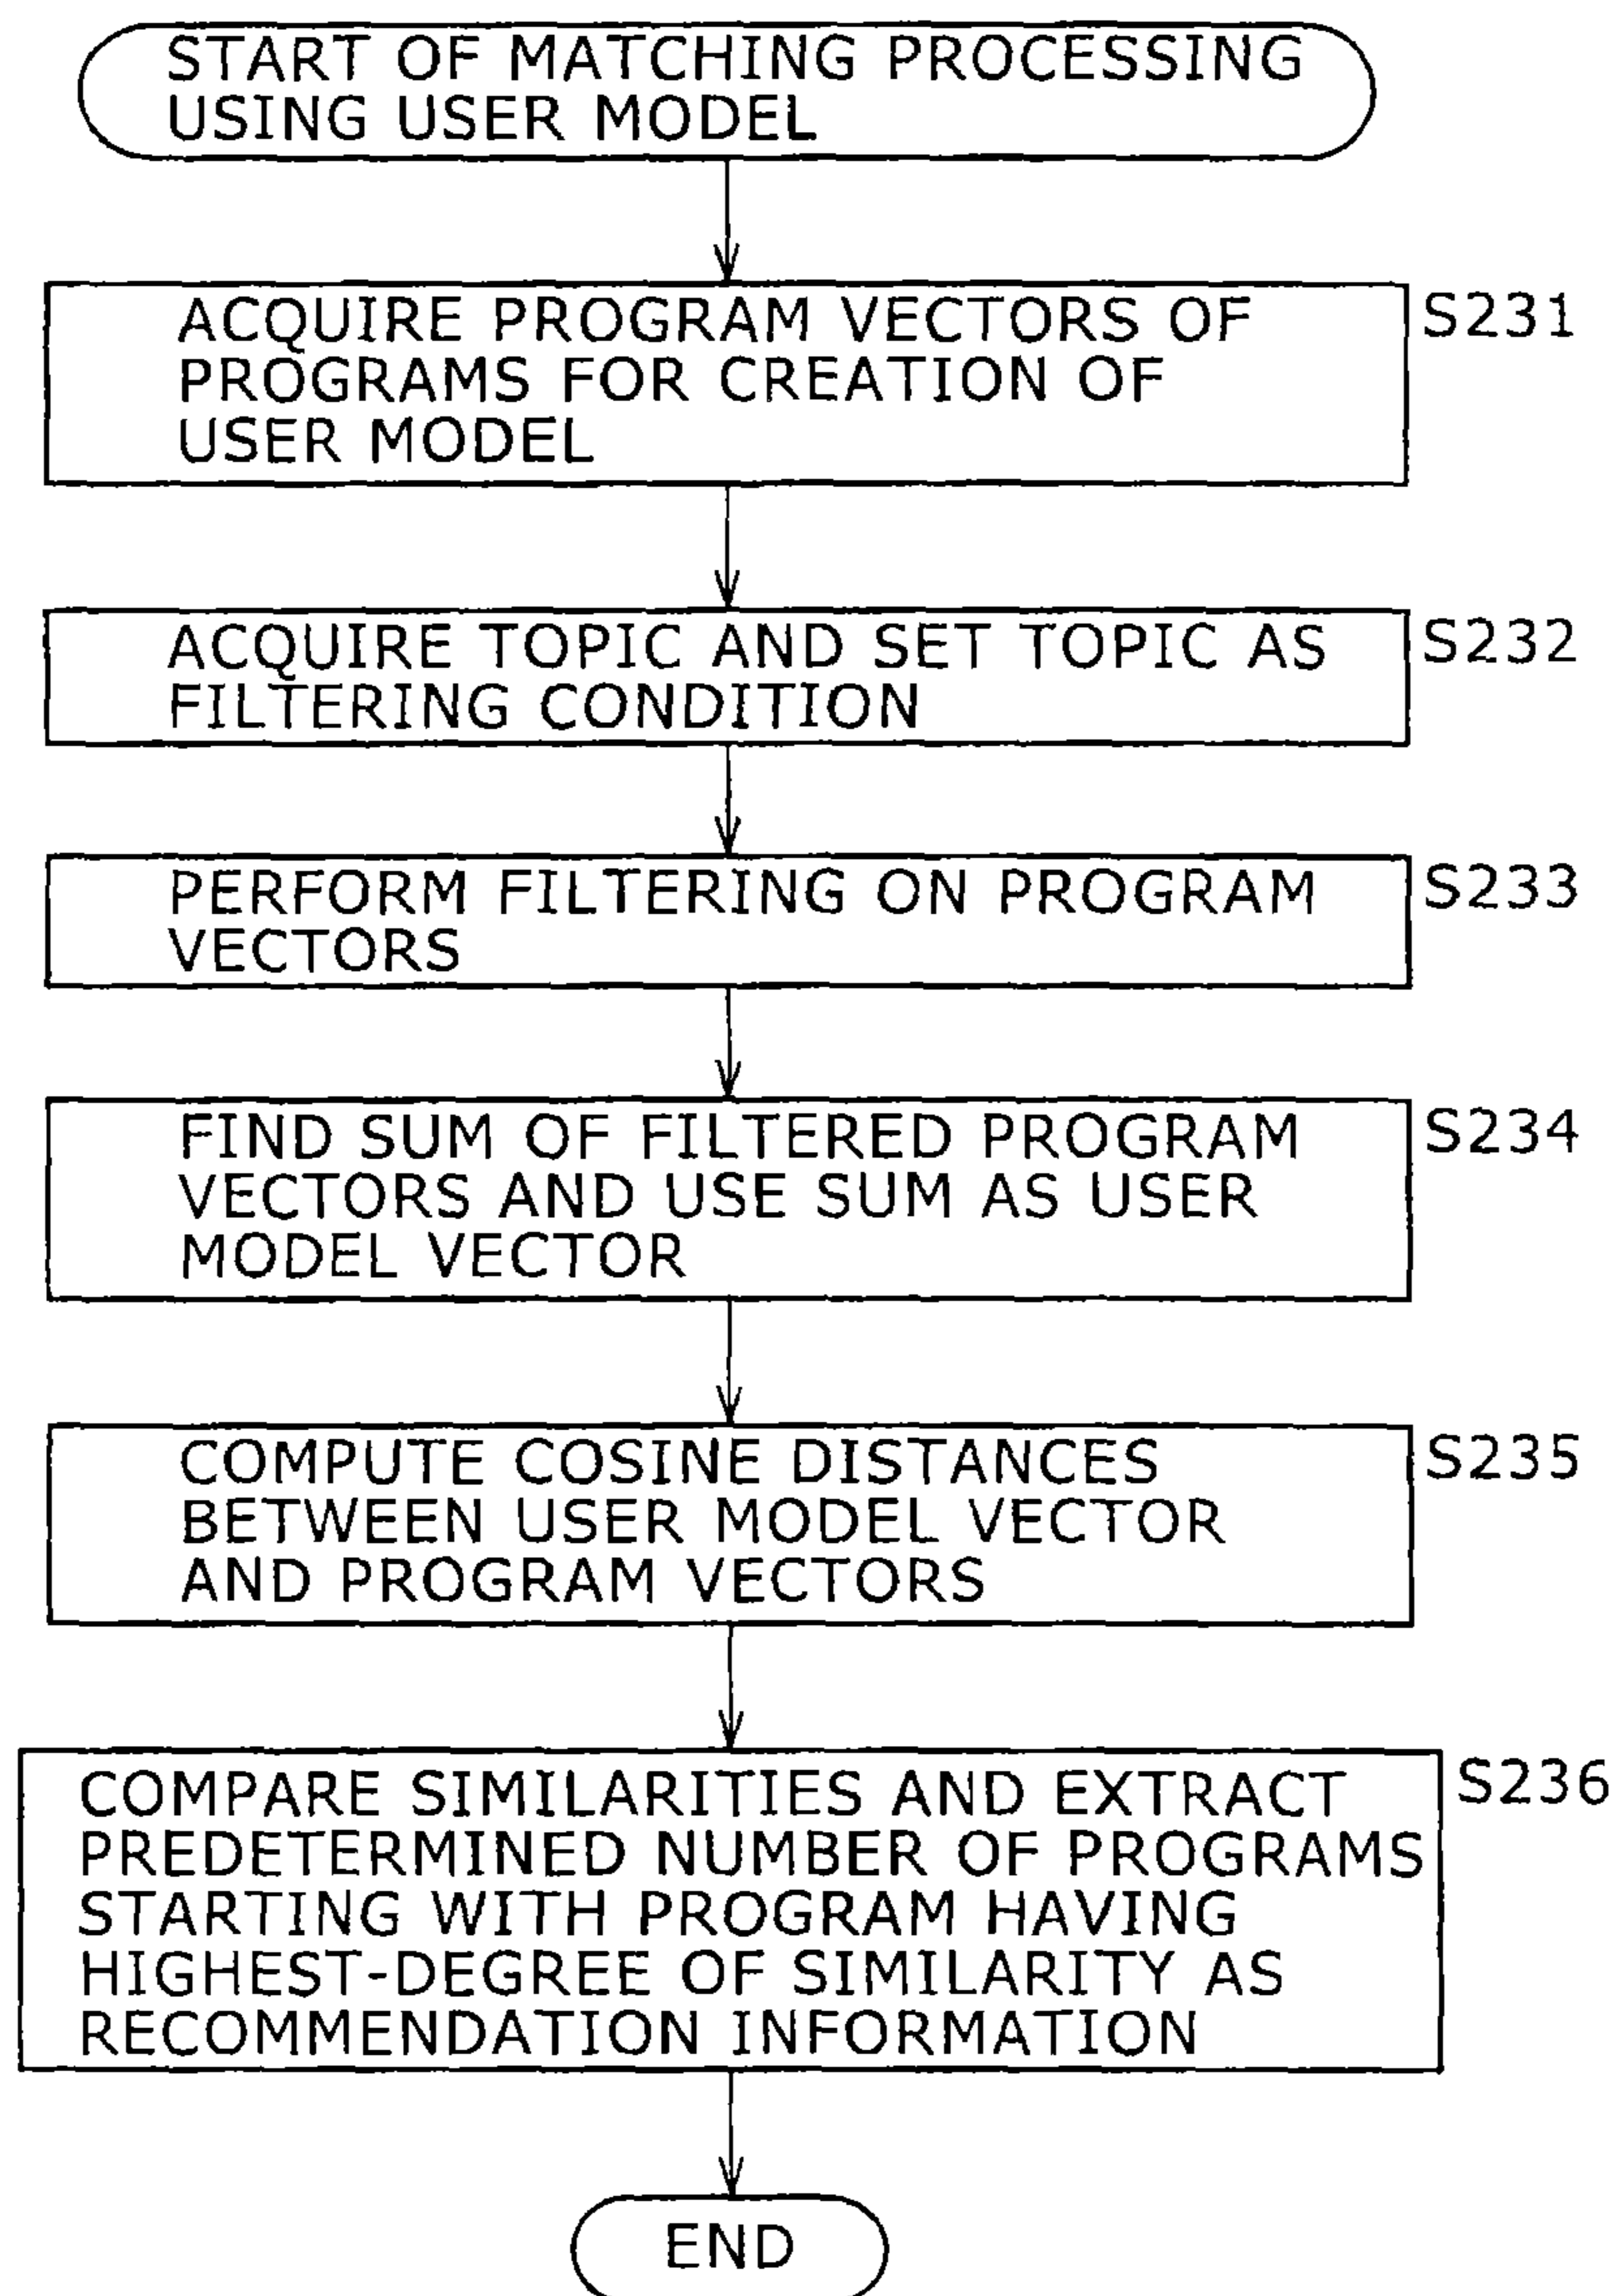 START OF MATCHING PROCESSING
USING USER MODEL
ACQUIRE PROGRAM VECTORS OF
PROGRAMS FOR CREATION OF
USER MODEL
S231
ACQUIRE TOPIC AND SET TOPIC AS
FILTERING CONDITION
S232
PERFORM FILTERING ON PROGRAM
VECTORS
S233
FIND SUM OF FILTERED PROGRAM
VECTORS AND USE SUM AS USER
MODEL VECTOR
S234
COMPUTE COSINE DISTANCES
BETWEEN USER MODEL VECTOR
AND PROGRAM VECTORS
S235
COMPARE SIMILARITIES AND EXTRACT
PREDETERMINED NUMBER OF PROGRAMS
STARTING WITH PROGRAM HAVING
HIGHEST-DEGREE OF SIMILARITY AS
RECOMMENDATION INFORMATION
S236
END